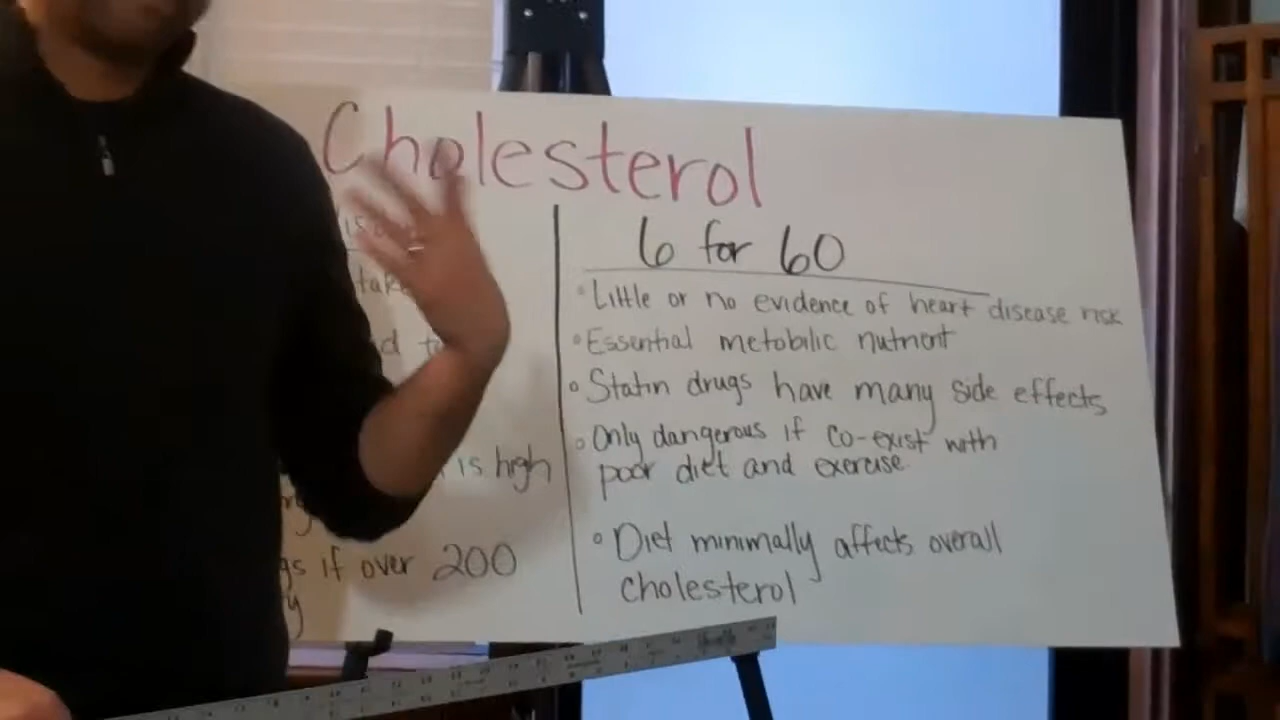 Cholesterol
is high
if over 200
6 for 60
Little or no evidence of heart disease risk
Essential metobilic nutrient
Statin drugs have many side effects
Only dangerous if co-exist with
poor diet and exercise
Diet minimally affects overall
cholesterol